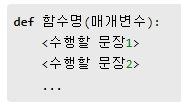 def 함수명(매개변수):
    <수행할 문장1>
    <수행할 문장2>
    ...